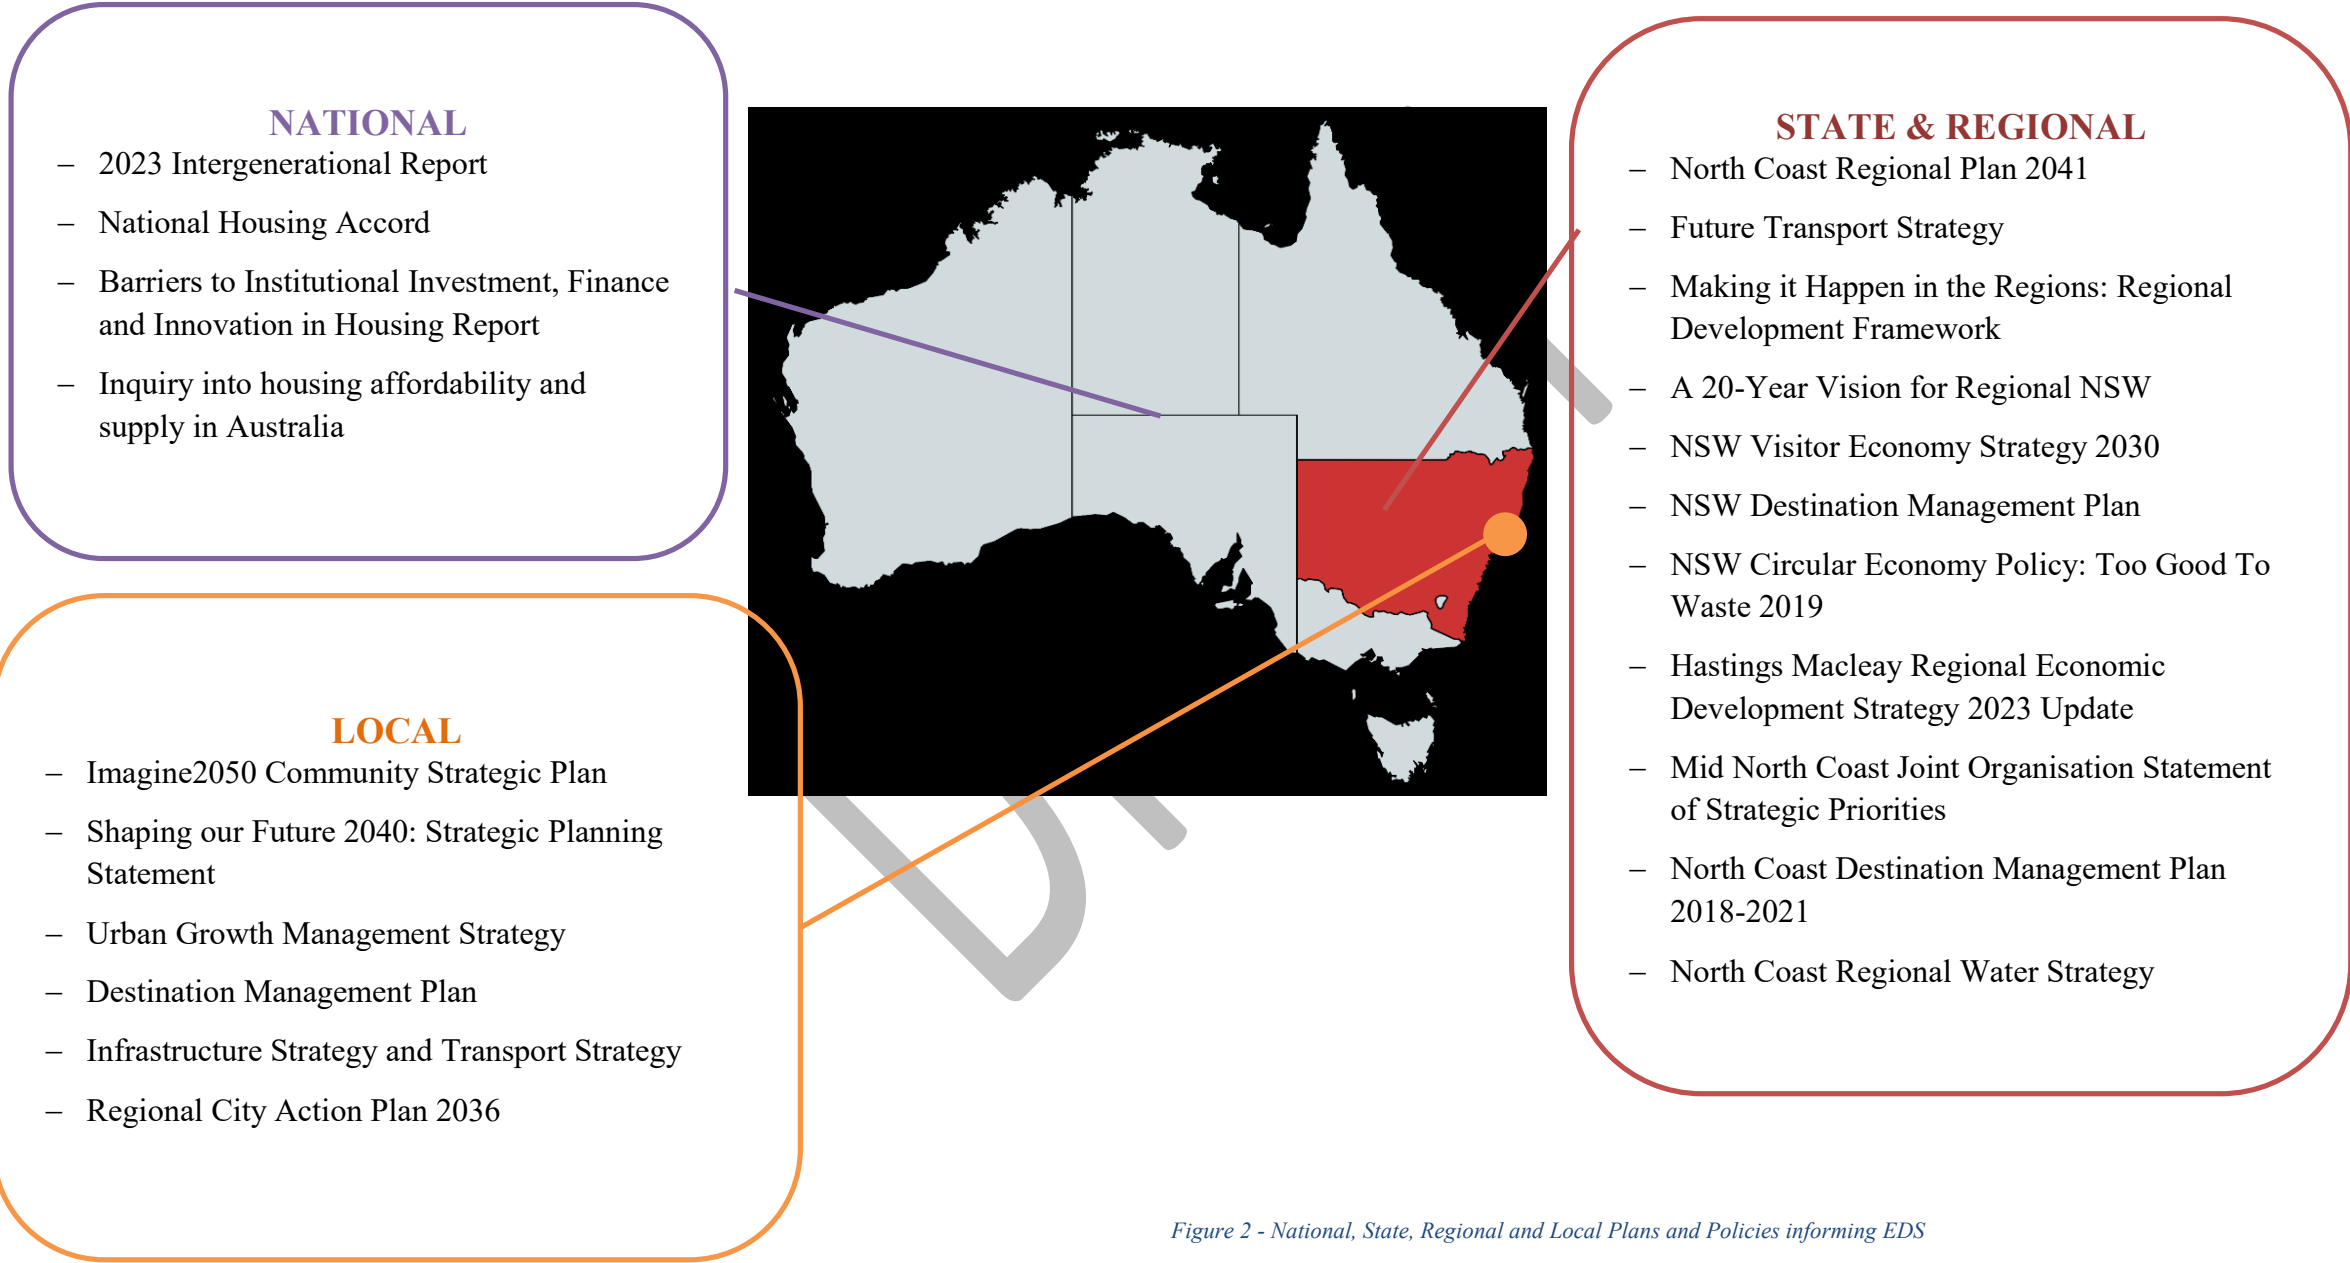 NATIONAL
– 2023 Intergenerational Report
– National Housing Accord
– Barriers to Institutional Investment, Finance
and Innovation in Housing Report
– Inquiry into housing affordability and
supply in Australia
LOCAL
– Imagine2050 Community Strategic Plan
– Shaping our Future 2040: Strategic Planning
Statement
– Urban Growth Management Strategy
– Destination Management Plan
– Infrastructure Strategy and Transport Strategy
– Regional City Action Plan 2036
STATE & REGIONAL
– North Coast Regional Plan 2041
– Future Transport Strategy
– Making it Happen in the Regions: Regional
Development Framework
– A 20-Year Vision for Regional NSW
– NSW Visitor Economy Strategy 2030
– NSW Destination Management Plan
– NSW Circular Economy Policy: Too Good To
Waste 2019
– Hastings Macleay Regional Economic
Development Strategy 2023 Update
– Mid North Coast Joint Organisation Statement
of Strategic Priorities
– North Coast Destination Management Plan
2018-2021
– North Coast Regional Water Strategy
Figure 2 - National, State, Regional and Local Plans and Policies informing EDS